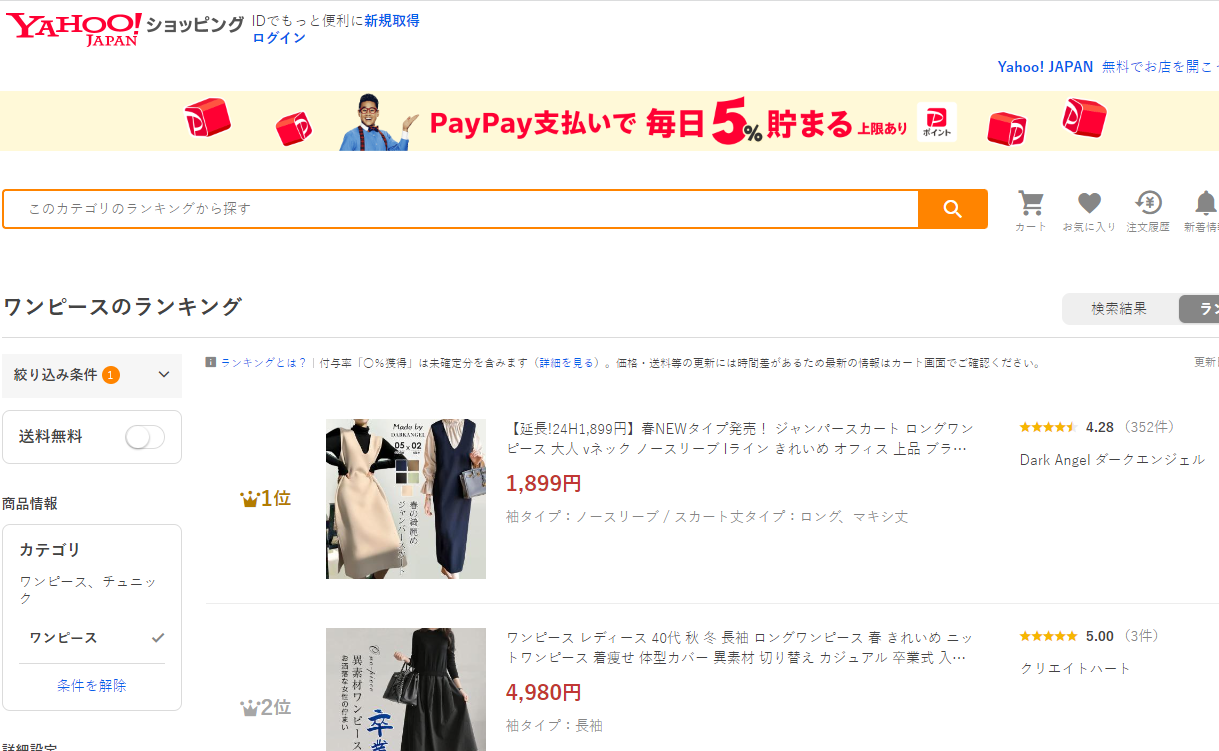 YAHOO! JAPAN ショッピング
IDでもっと便利に新規取得
ログイン
Yahoo! JAPAN 無料でお店を開こ
PayPay支払いで 毎日5%貯まる 上限あり
ポイント
このカテゴリのランキングから探す
カート
お気に入り
注文履歴
新着情
ワンピースのランキング
検索結果
ラン
絞り込み条件 1
ランキングとは？ | 付与率「〇％獲得」は未確定分を含みます（詳細を見る）。価格・送料等の更新には時間差があるため最新の情報はカート画面でご確認ください。
更新
送料無料
商品情報
カテゴリ
ワンピース、チュニッ
ク
ワンピース
条件を解除
詳細設定
1位
Made by
DARKANGEL
05 x 02
春の綺麗め
ジャンパースカート
【延長!24H1,899円】春NEWタイプ発売！ ジャンパースカート ロングワン
ピース 大人 vネック ノースリーブ Iライン きれいめ オフィス 上品 ブラ…
1,899円
袖タイプ：ノースリーブ / スカート丈タイプ：ロング、マキシ丈
4.28（352件）
Dark Angel ダークエンジェル
2位
One-piece
異素材ワンピース
お洒落な女性の佇まい
卒業
ワンピース レディース 40代 秋 冬 長袖 ロングワンピース 春 きれいめ ニッ
トワンピース 着痩せ 体型カバー 異素材 切り替え カジュアル 卒業式 入…
4,980円
袖タイプ：長袖
5.00（3件）
クリエイトハート